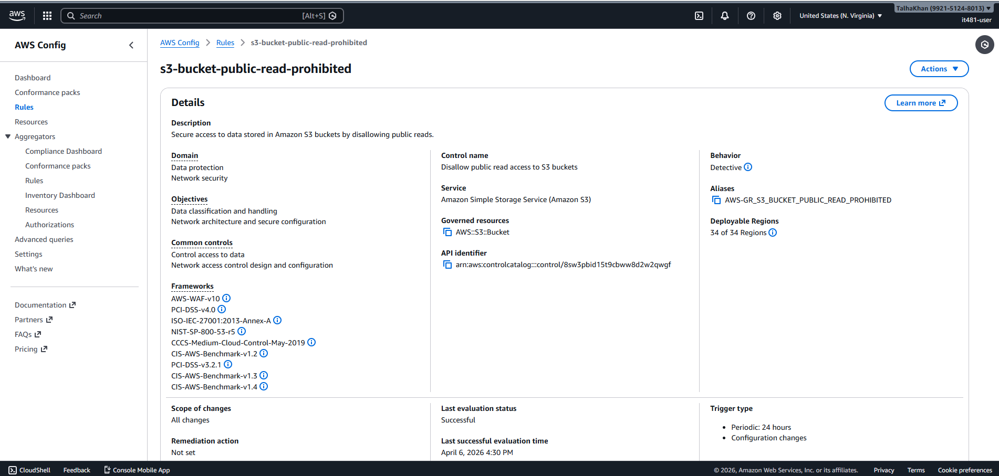 aws
Search
[Alt+S]
United States (N. Virginia)
TalhaKhan (9921-5124-8013)
it481-user
AWS Config
Dashboard
Conformance packs
Rules
Resources
Aggregators
Compliance Dashboard
Conformance packs
Rules
Inventory Dashboard
Resources
Authorizations
Advanced queries
Settings
What's new
Documentation
Partners
FAQs
Pricing
AWS Config > Rules > s3-bucket-public-read-prohibited
s3-bucket-public-read-prohibited
Actions
Details
Learn more
Description
Secure access to data stored in Amazon S3 buckets by disallowing public reads.
Domain
Data protection
Network security
Objectives
Data classification and handling
Network architecture and secure configuration
Common controls
Control access to data
Network access control design and configuration
Frameworks
AWS-WAF-v10
PCI-DSS-v4.0
ISO-IEC-27001:2013-Annex-A
NIST-SP-800-53-r5
CCCS-Medium-Cloud-Control-May-2019
CIS-AWS-Benchmark-v1.2
PCI-DSS-v3.2.1
CIS-AWS-Benchmark-v1.3
CIS-AWS-Benchmark-v1.4
Control name
Disallow public read access to S3 buckets
Service
Amazon Simple Storage Service (Amazon S3)
Governed resources
AWS::S3::Bucket
API identifier
arn:aws:controlcatalog:::control/8sw3pbid15t9cbww8d2w2qwgf
Behavior
Detective
Aliases
AWS-GR_S3_BUCKET_PUBLIC_READ_PROHIBITED
Deployable Regions
34 of 34 Regions
Scope of changes
All changes
Remediation action
Not set
Last evaluation status
Successful
Last successful evaluation time
April 6, 2026 4:30 PM
Trigger type
• Periodic: 24 hours
• Configuration changes
CloudShell
Feedback
Console Mobile App
© 2026, Amazon Web Services, Inc. or its affiliates.
Privacy
Terms
Cookie preferences